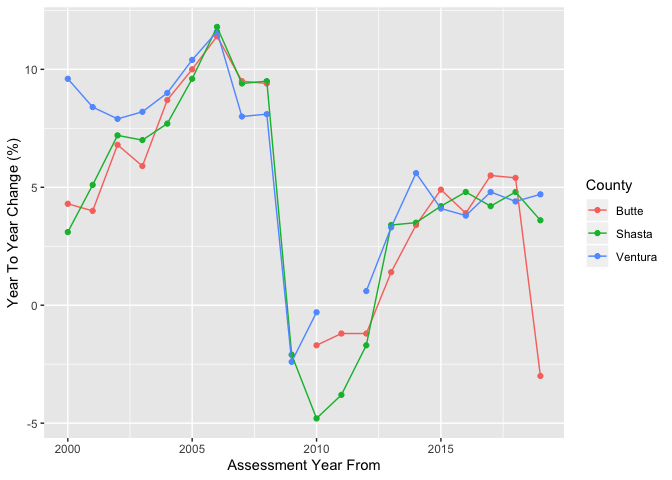 10
5
0
-5
Year To Year Change (%)
2000
2005
2010
2015
Assessment Year From
County
Butte
Shasta
Ventura